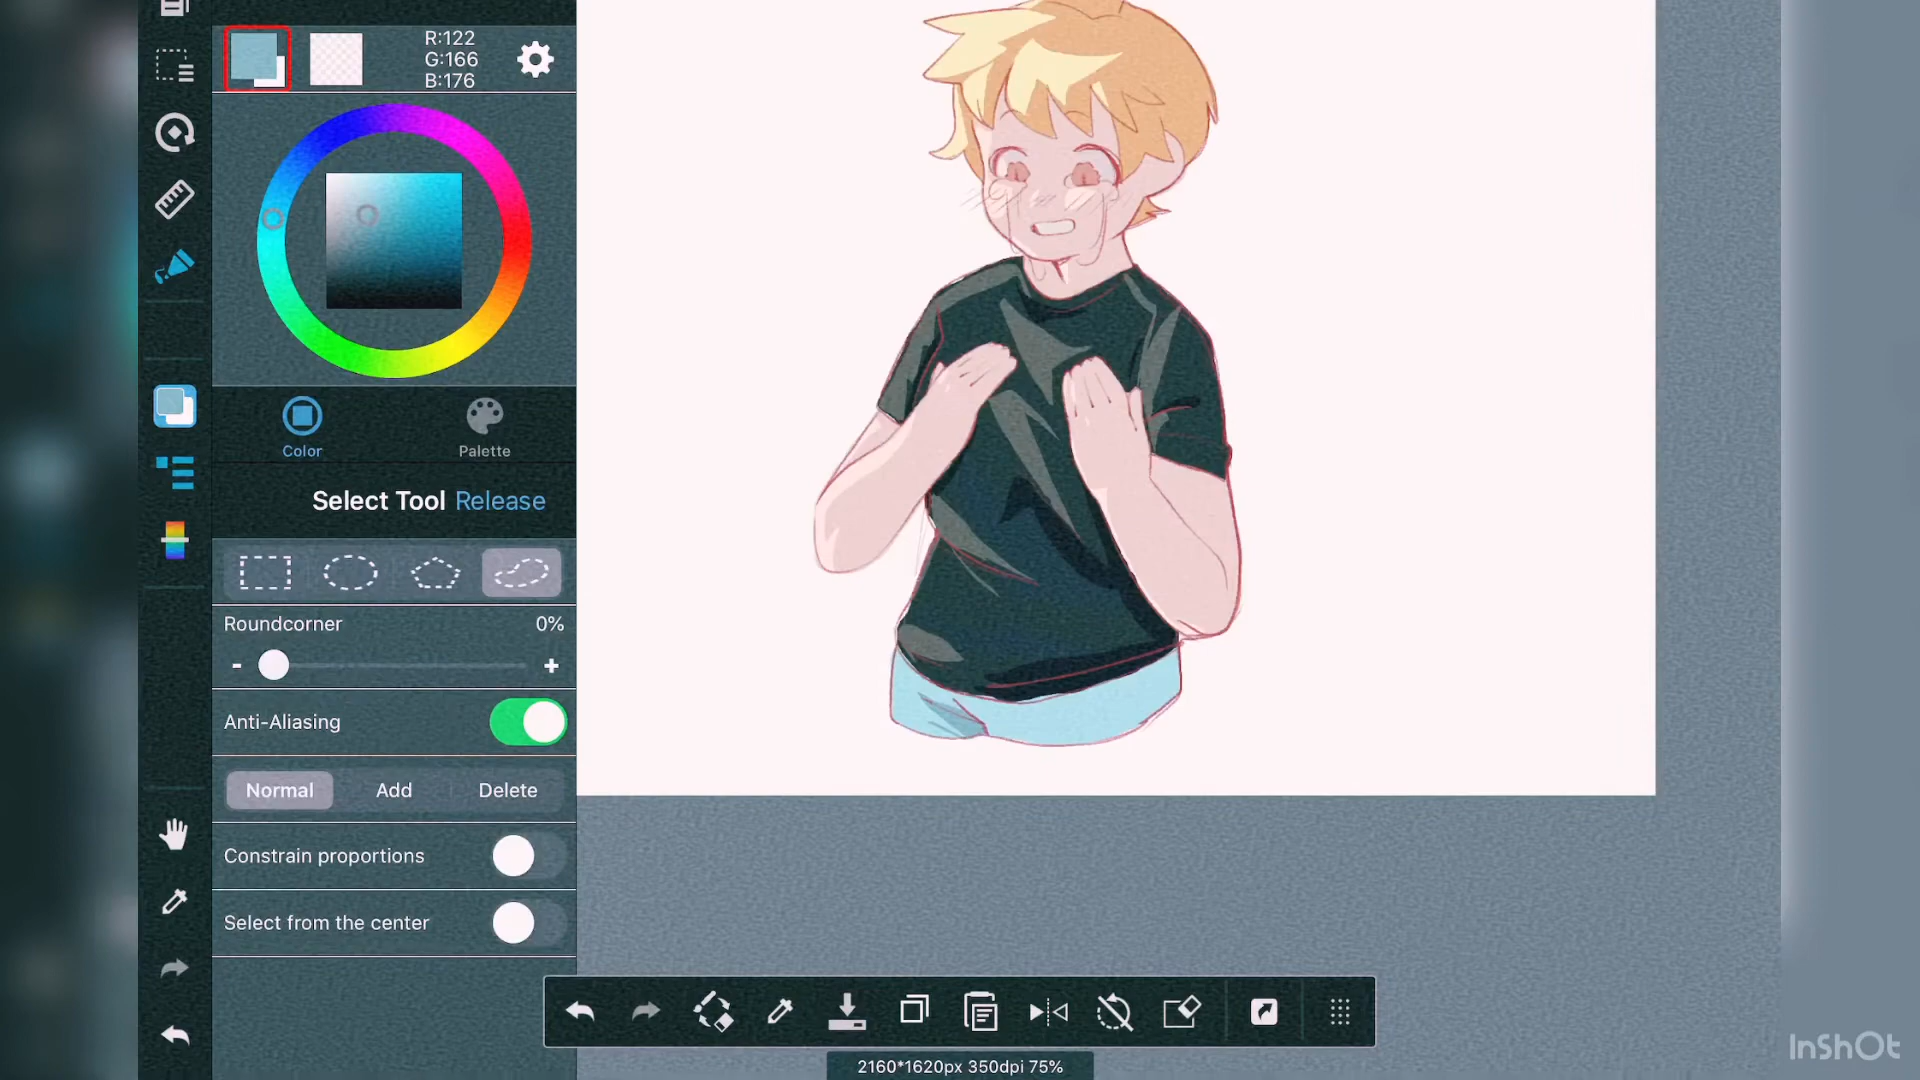 R:122
G:166
B:176
Color
Palette
Select Tool Release
Roundcorner 0%
- +
Anti-Aliasing
Normal Add Delete
Constrain proportions
Select from the center
2160*1620px 350dpi 75%
InShOt